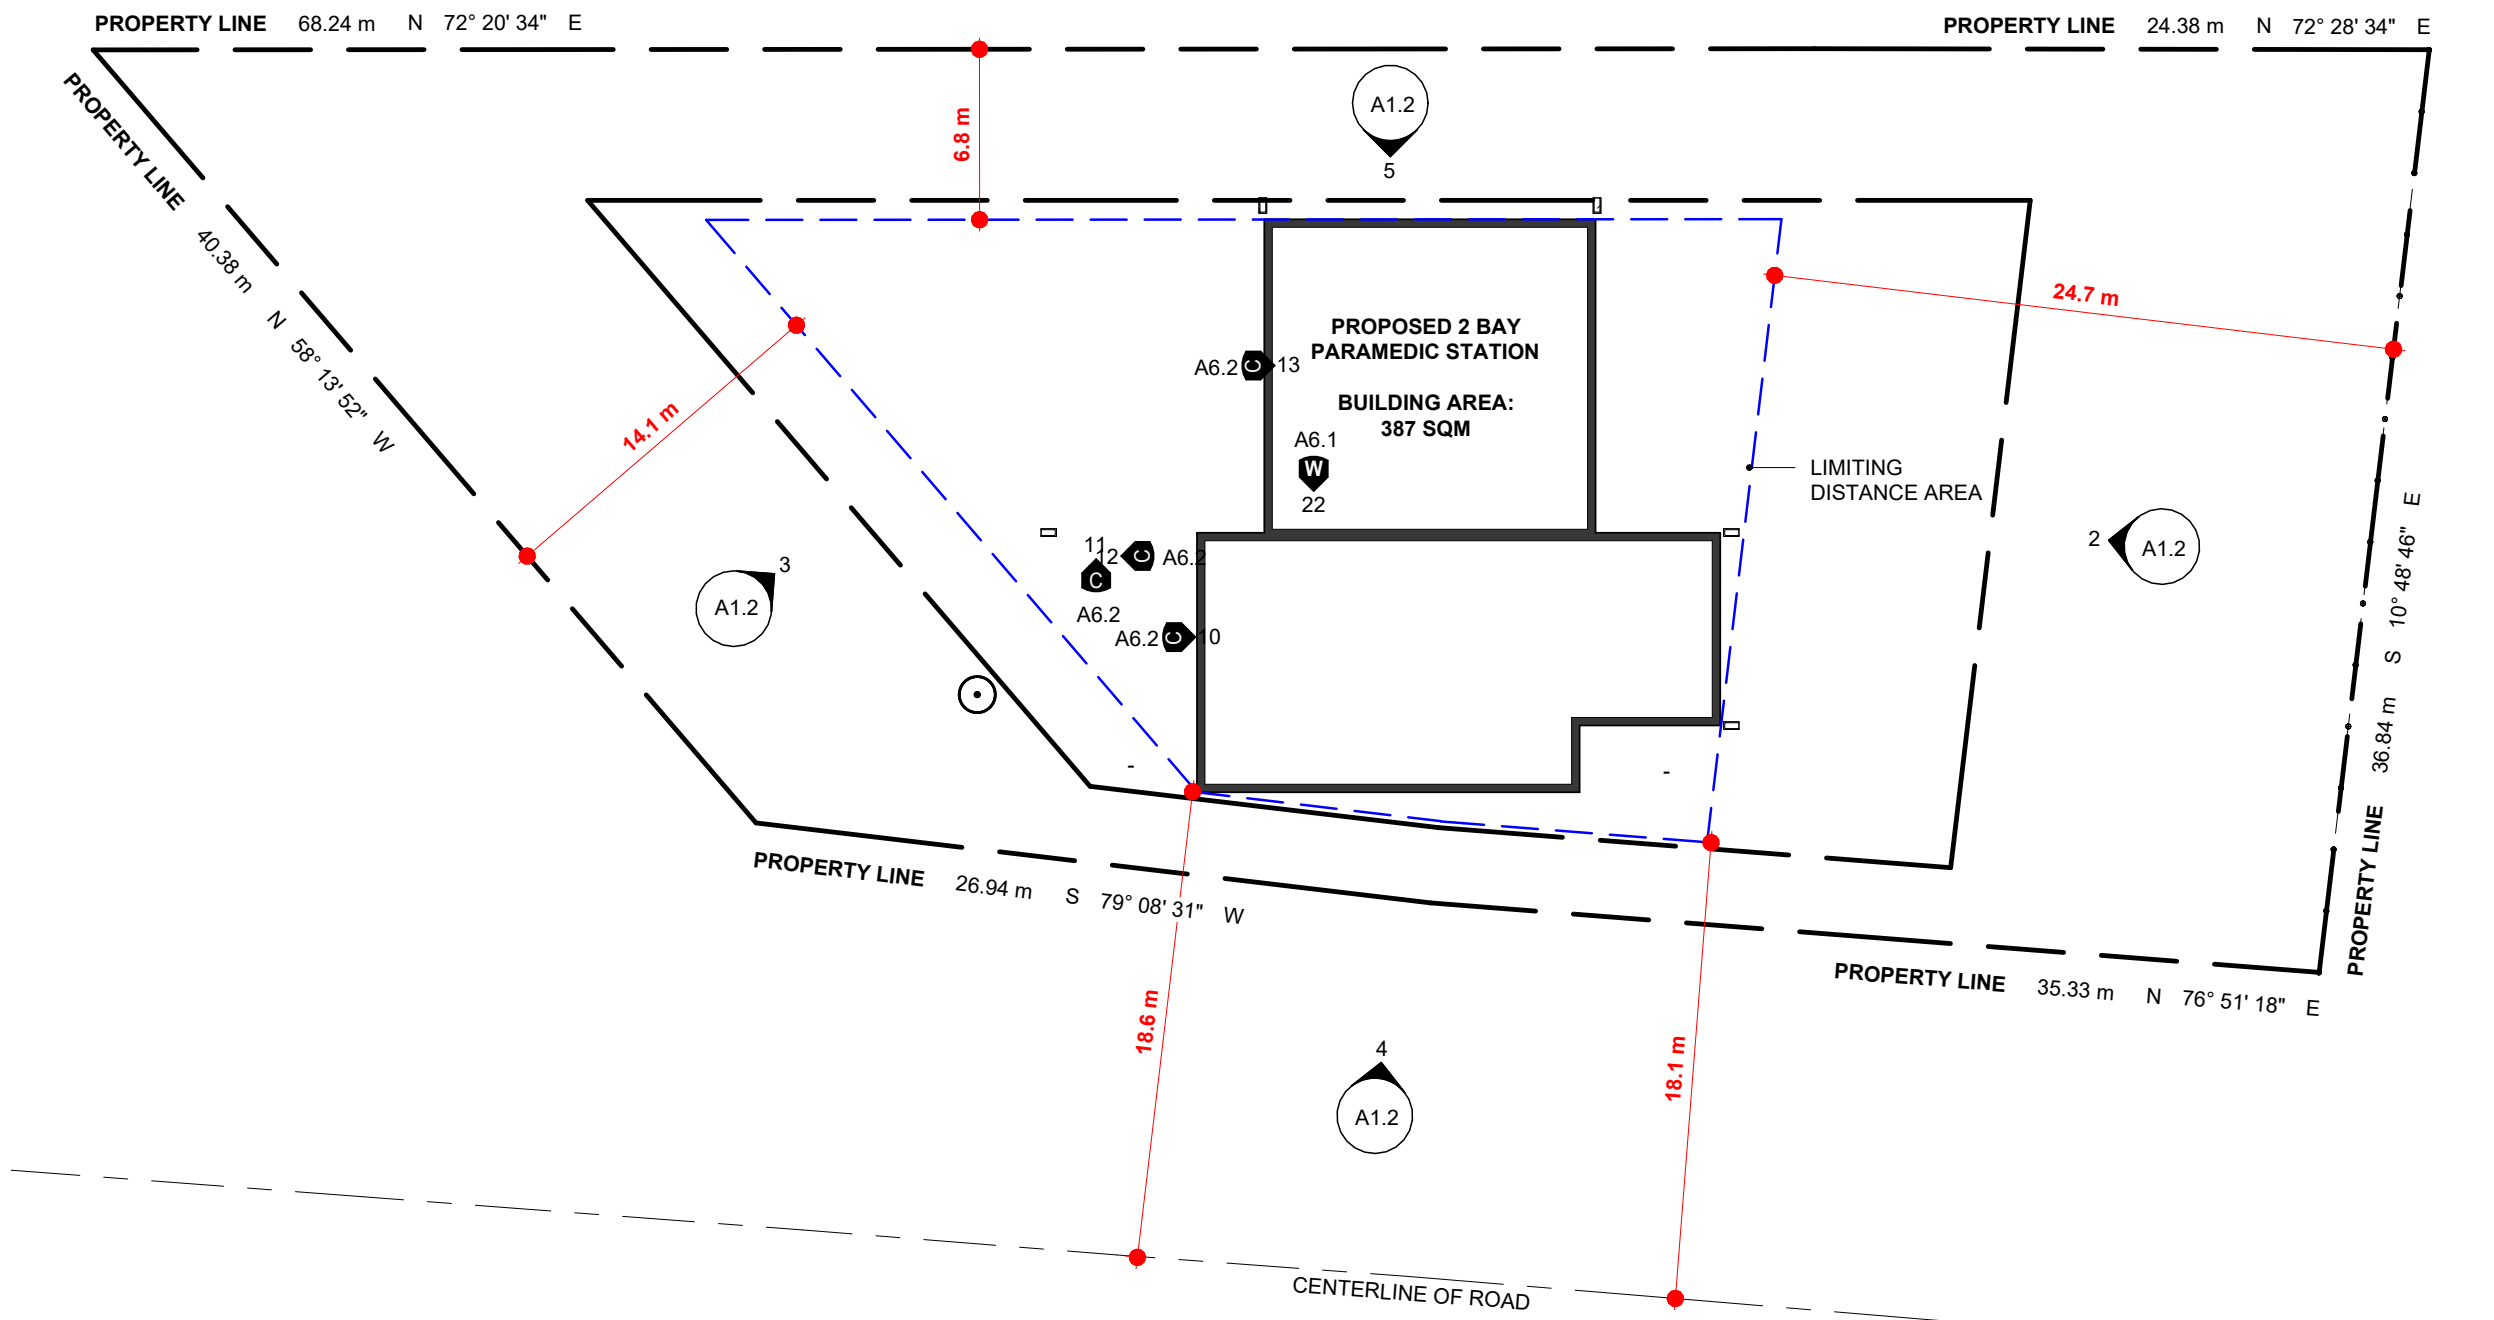 PROPERTY LINE 68.24 m N 72° 20' 34" E
PROPERTY LINE 24.38 m N 72° 28' 34" E
PROPERTY LINE 40.38 m N 58° 13' 52" W
6.8 m
A1.2
5
24.7 m
14.1 m
PROPOSED 2 BAY
PARAMEDIC STATION
BUILDING AREA:
387 SQM
A6.2 C 13
A6.1
W
22
LIMITING
DISTANCE AREA
2 A1.2
3
A1.2
11
12 C A6.2
C
A6.2
A6.2 C 10
-
-
PROPERTY LINE 36.84 m S 10° 48' 46" E
PROPERTY LINE 26.94 m S 79° 08' 31" W
PROPERTY LINE 35.33 m N 76° 51' 18" E
18.6 m
18.1 m
4
A1.2
CENTERLINE OF ROAD